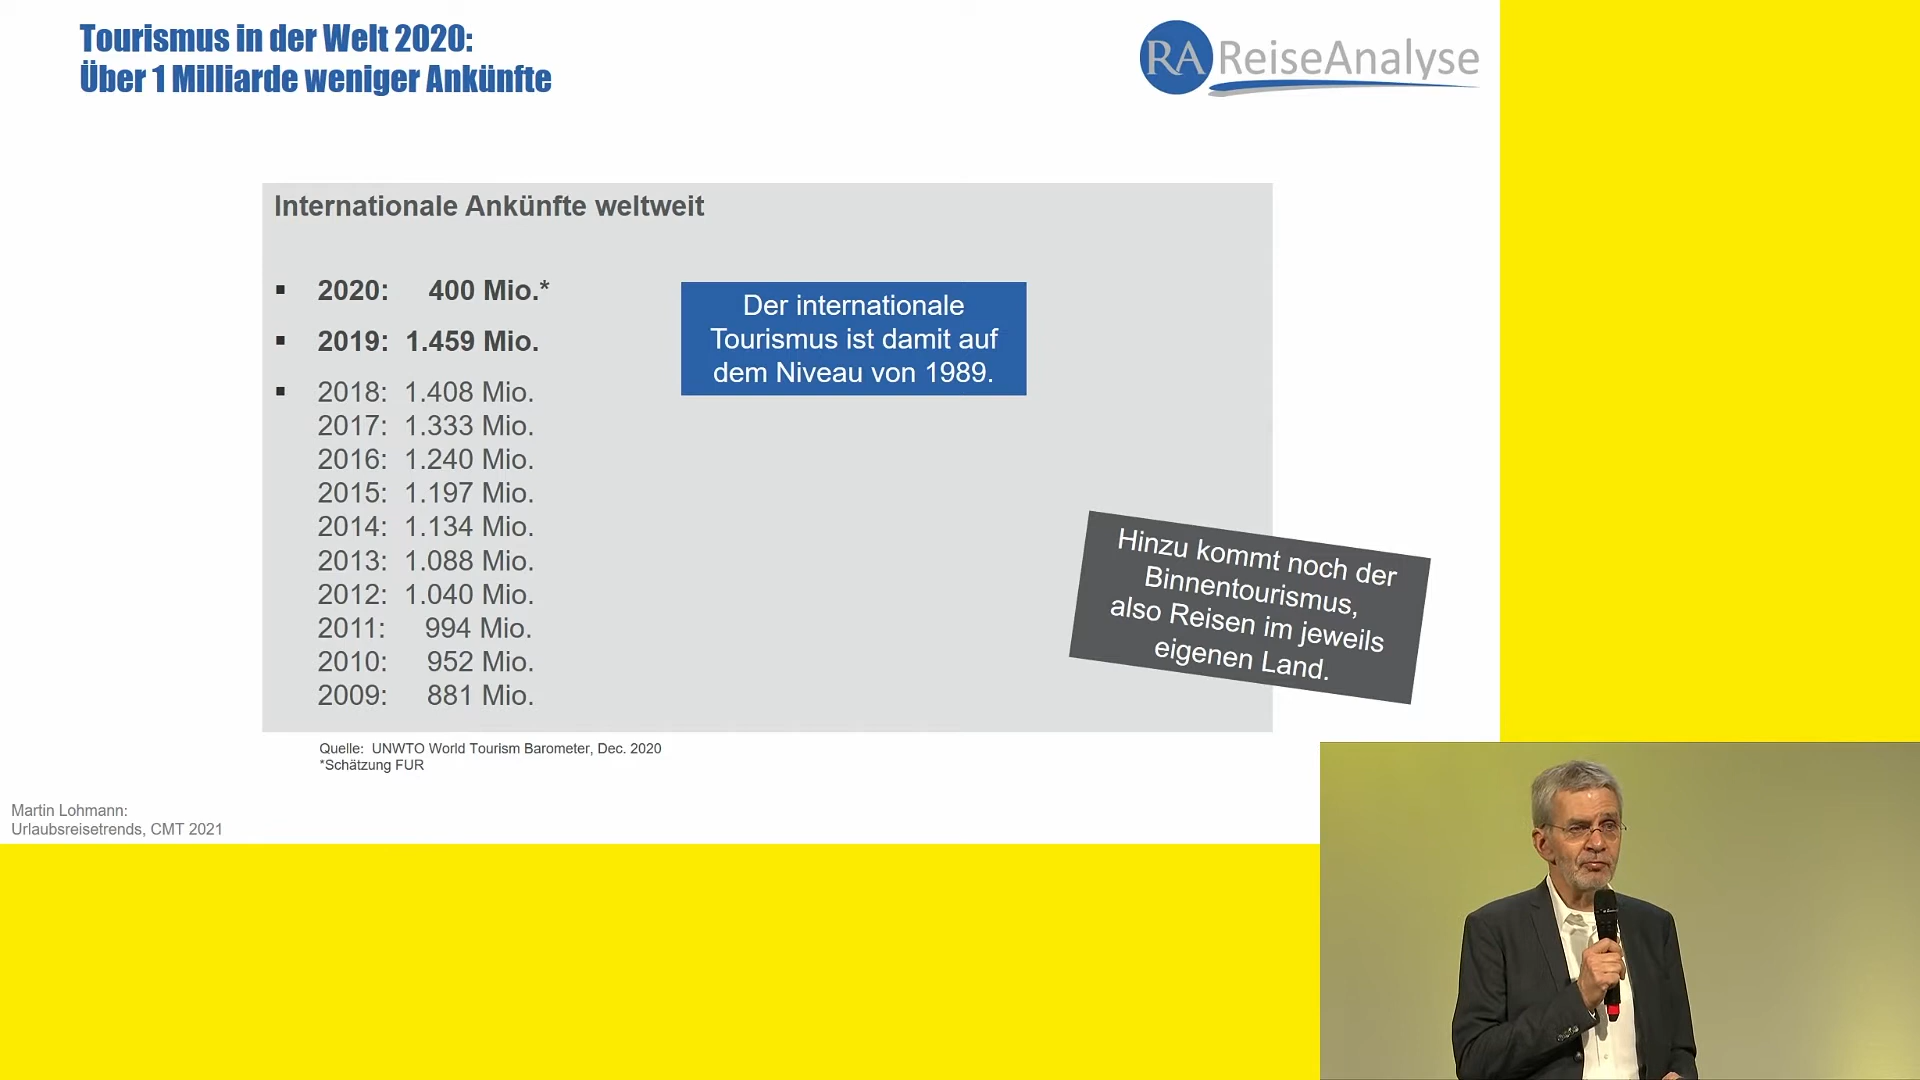 Tourismus in der Welt 2020:
Über 1 Milliarde weniger Ankünfte
RA ReiseAnalyse
Internationale Ankünfte weltweit
▪ 2020: 400 Mio.*
▪ 2019: 1.459 Mio.
▪ 2018: 1.408 Mio.
2017: 1.333 Mio.
2016: 1.240 Mio.
2015: 1.197 Mio.
2014: 1.134 Mio.
2013: 1.088 Mio.
2012: 1.040 Mio.
2011: 994 Mio.
2010: 952 Mio.
2009: 881 Mio.
Der internationale
Tourismus ist damit auf
dem Niveau von 1989.
Hinzu kommt noch der
Binnentourismus,
also Reisen im jeweils
eigenen Land.
Quelle: UNWTO World Tourism Barometer, Dec. 2020
*Schätzung FUR
Martin Lohmann:
Urlaubsreisetrends, CMT 2021